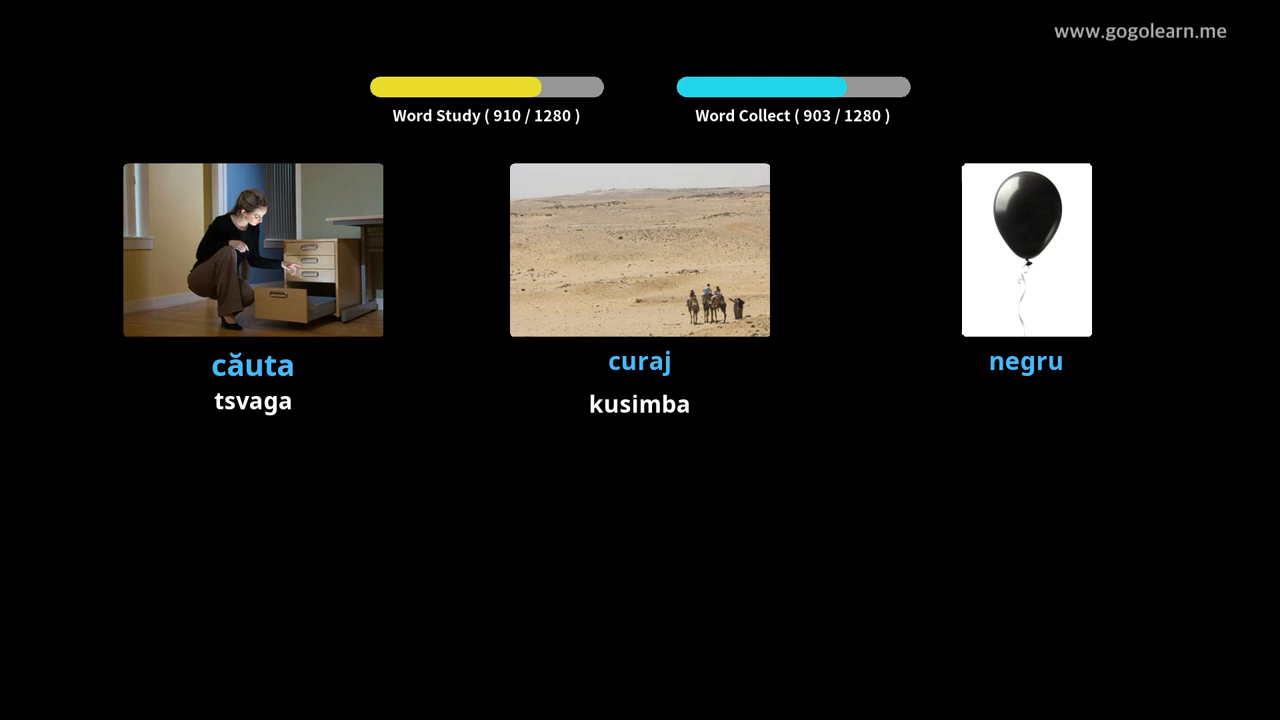 www.gogolearn.me
Word Study ( 910 / 1280 )
Word Collect ( 903 / 1280 )
căuta
tsvaga
curaj
kusimba
negru